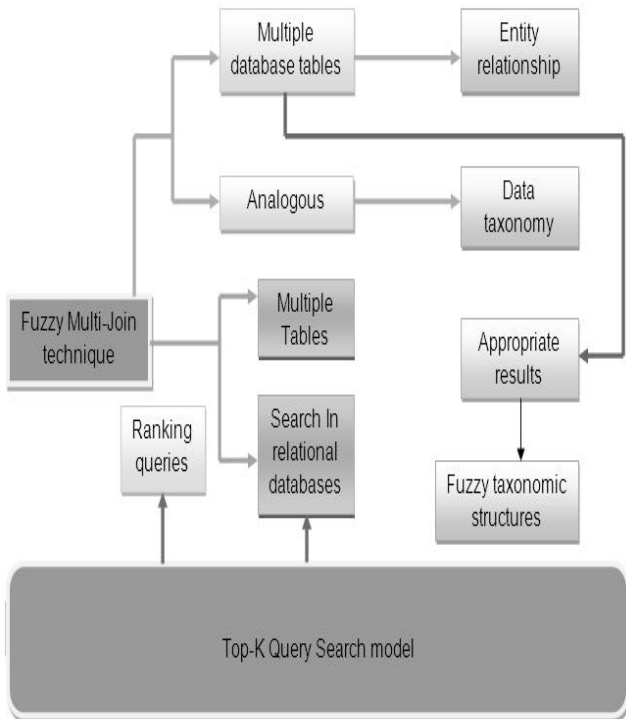 Multiple
database tables
Entity
relationship
Analogous
Data
taxonomy
Fuzzy Multi-Join
technique
Multiple
Tables
Appropriate
results
Ranking
queries
Search In
relational
databases
Fuzzy taxonomic
structures
Top-K Query Search model